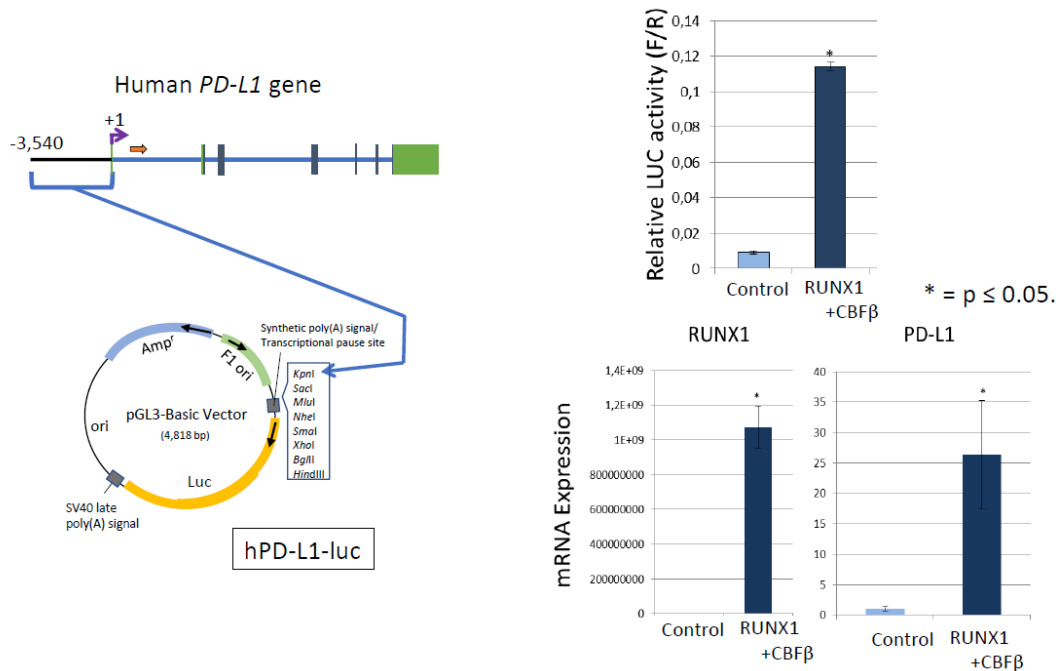 Human PD-L1 gene
+1
-3,540
Synthetic poly(A) signal/
Transcriptional pause site
Ampʳ
F1 ori
KpnI
SacI
MluI
NheI
SmaI
XhoI
BglII
HindIII
pGL3-Basic Vector
(4,818 bp)
ori
Luc
SV40 late
poly(A) signal
hPD-L1-luc
Relative LUC activity (F/R)
0,14
0,12
0,1
0,08
0,06
0,04
0,02
0
*
Control
RUNX1
+CBFβ
* = p ≤ 0.05.
mRNA Expression
RUNX1
1,4E+09
1,2E+09
1E+09
800000000
600000000
400000000
200000000
0
*
Control
RUNX1
+CBFβ
PD-L1
40
35
30
25
20
15
10
5
0
*
Control
RUNX1
+CBFβ